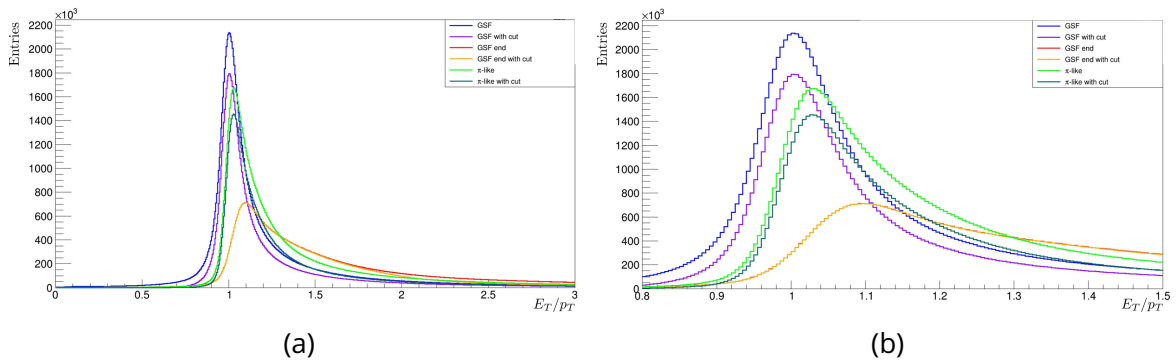 ×10³
Entries
2200
2000
1800
1600
1400
1200
1000
800
600
400
200
0
0 0.5 1 1.5 2 2.5 3
E_T/p_T
GSF
GSF with cut
GSF end
GSF end with cut
π-like
π-like with cut
(a)
×10³
Entries
2200
2000
1800
1600
1400
1200
1000
800
600
400
200
0
0.8 0.9 1 1.1 1.2 1.3 1.4 1.5
E_T/p_T
GSF
GSF with cut
GSF end
GSF end with cut
π-like
π-like with cut
(b)